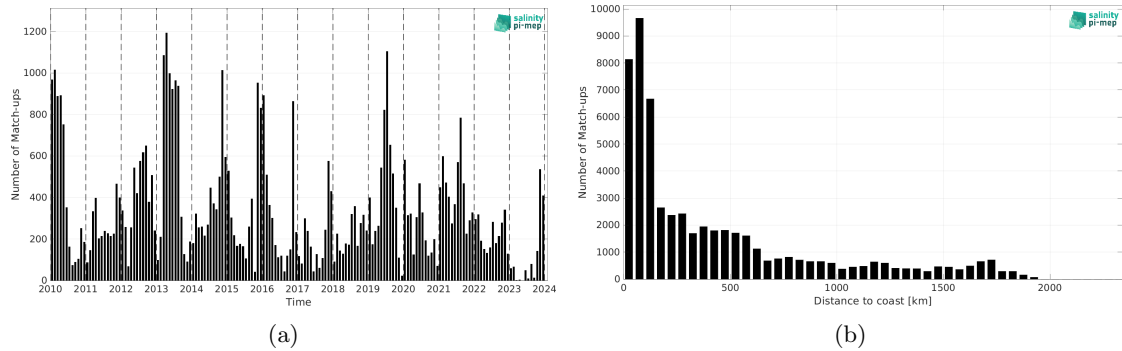 salinity
pi-mep
Number of Match-ups
1200
1000
800
600
400
200
0
2010 2011 2012 2013 2014 2015 2016 2017 2018 2019 2020 2021 2022 2023 2024
Time
(a)
salinity
pi-mep
Number of Match-ups
10000
9000
8000
7000
6000
5000
4000
3000
2000
1000
0
0 500 1000 1500 2000
Distance to coast [km]
(b)